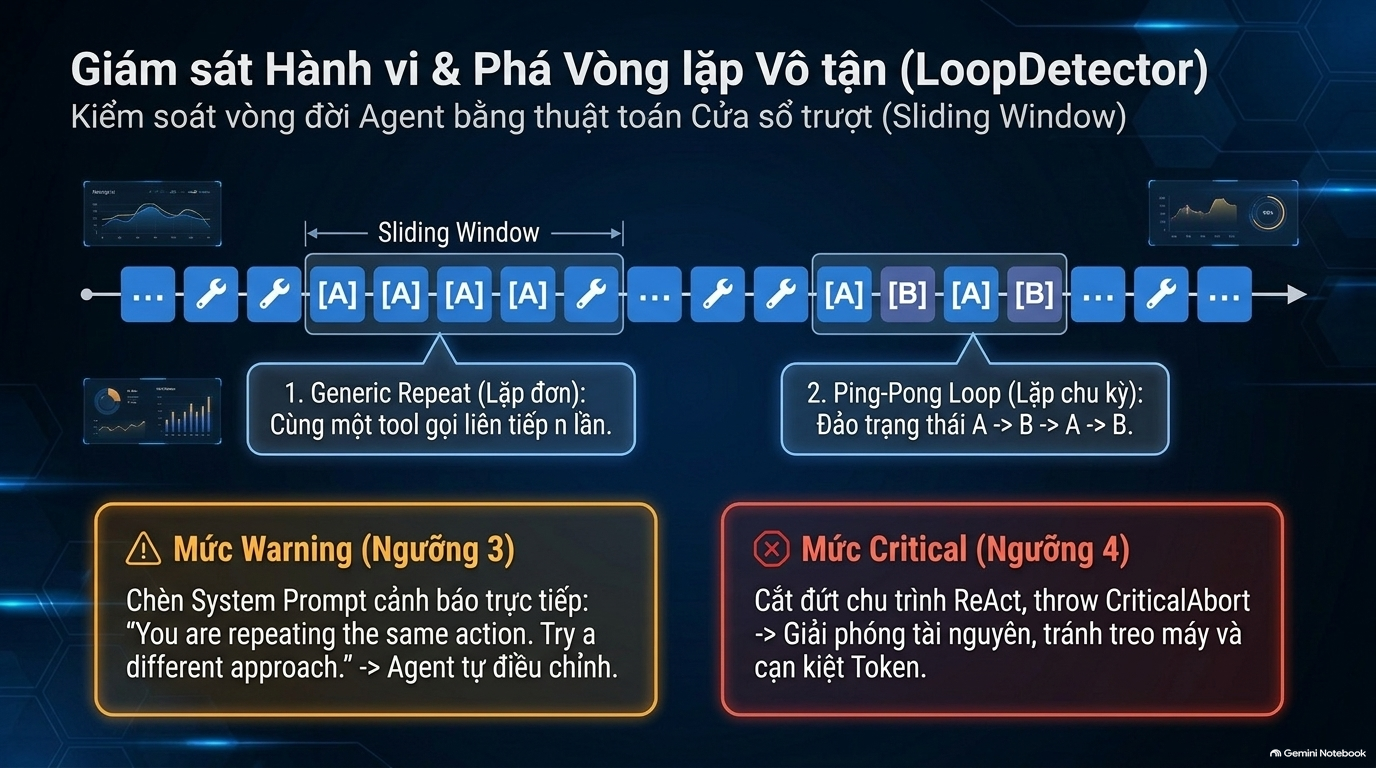 Giám sát Hành vi & Phá Vòng lặp Vô tận (LoopDetector)
Kiểm soát vòng đời Agent bằng thuật toán Cửa sổ trượt (Sliding Window)
Sliding Window
... [A] [A] [A] [A] ... [A] [B] [A] [B] ... ...
1. Generic Repeat (Lặp đơn):
Cùng một tool gọi liên tiếp n lần.
2. Ping-Pong Loop (Lặp chu kỳ):
Đảo trạng thái A -> B -> A -> B.
Mức Warning (Ngưỡng 3)
Chèn System Prompt cảnh báo trực tiếp:
“You are repeating the same action. Try a
different approach.” -> Agent tự điều chỉnh.
Mức Critical (Ngưỡng 4)
Cắt đứt chu trình ReAct, throw CriticalAbort
-> Giải phóng tài nguyên, tránh treo máy và
cạn kiệt Token.
Gemini Notebook